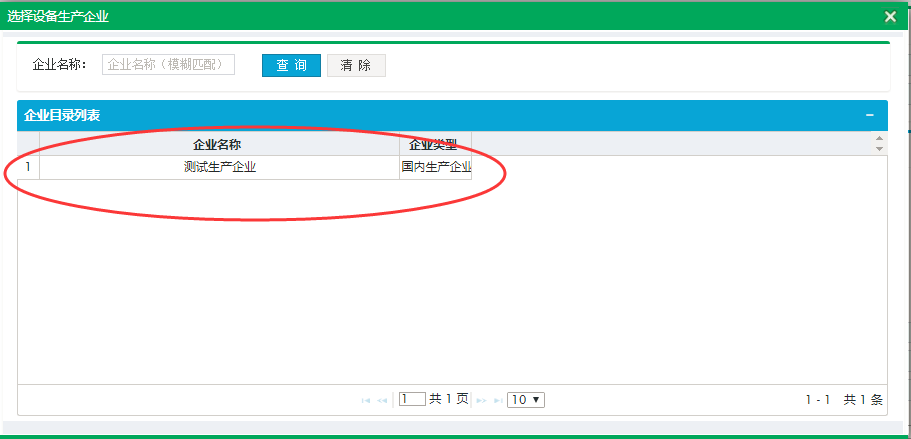 选择设备生产企业
企业名称： 企业名称（模糊匹配） 查 询 清 除
企业目录列表
企业名称 企业类型
1 测试生产企业 国内生产企业
1 共 1 页 10 1 - 1 共 1 条